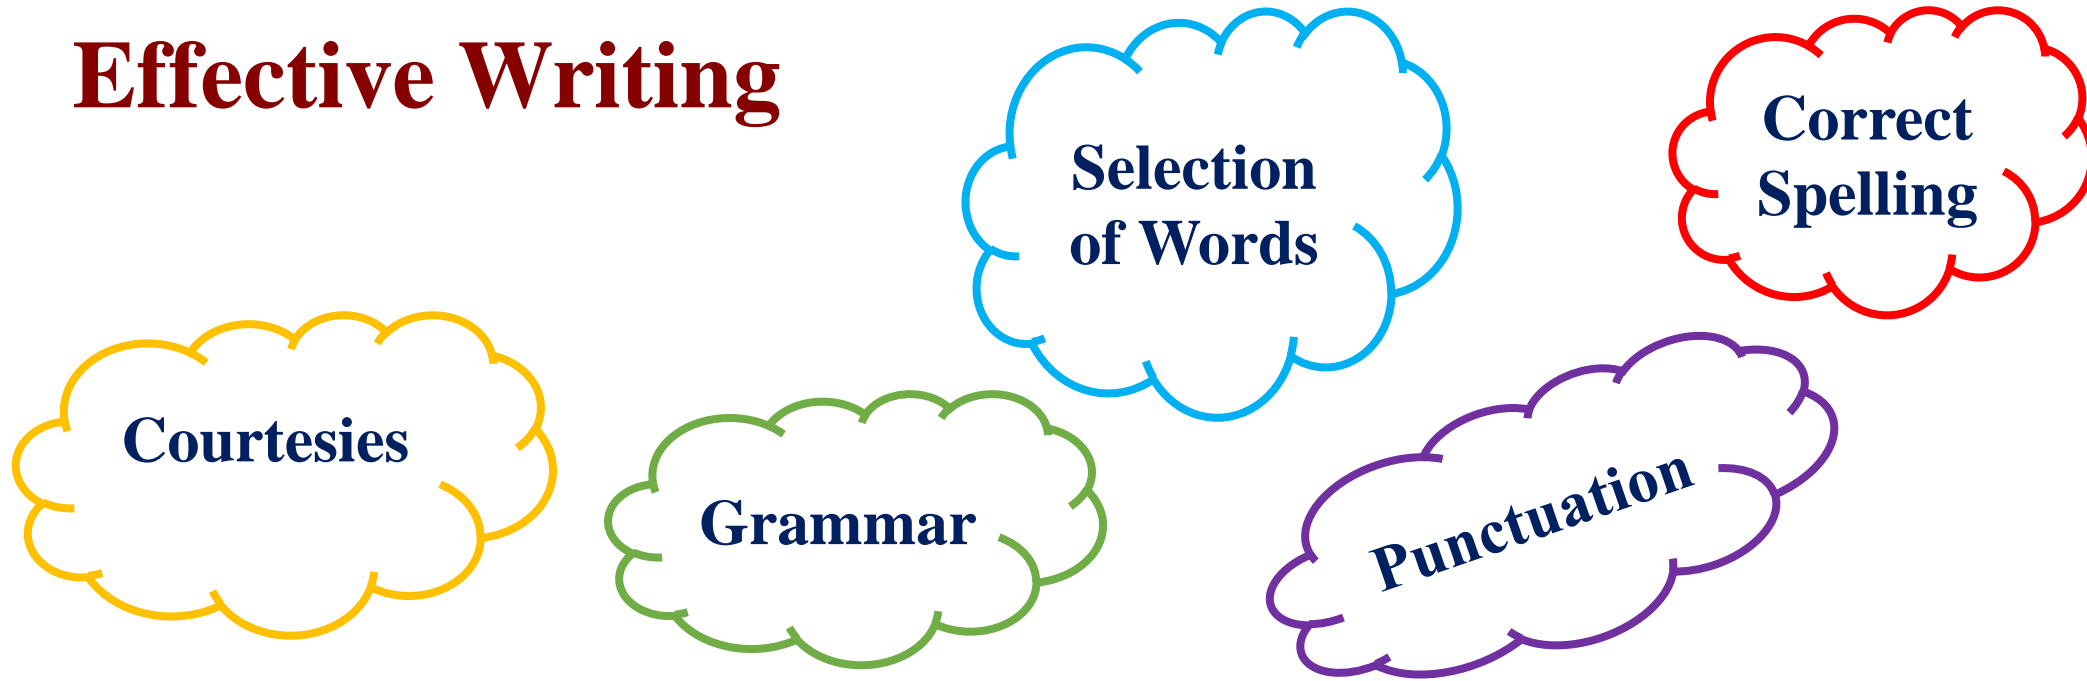 Effective Writing
Selection
of Words
Correct
Spelling
Courtesies
Grammar
Punctuation